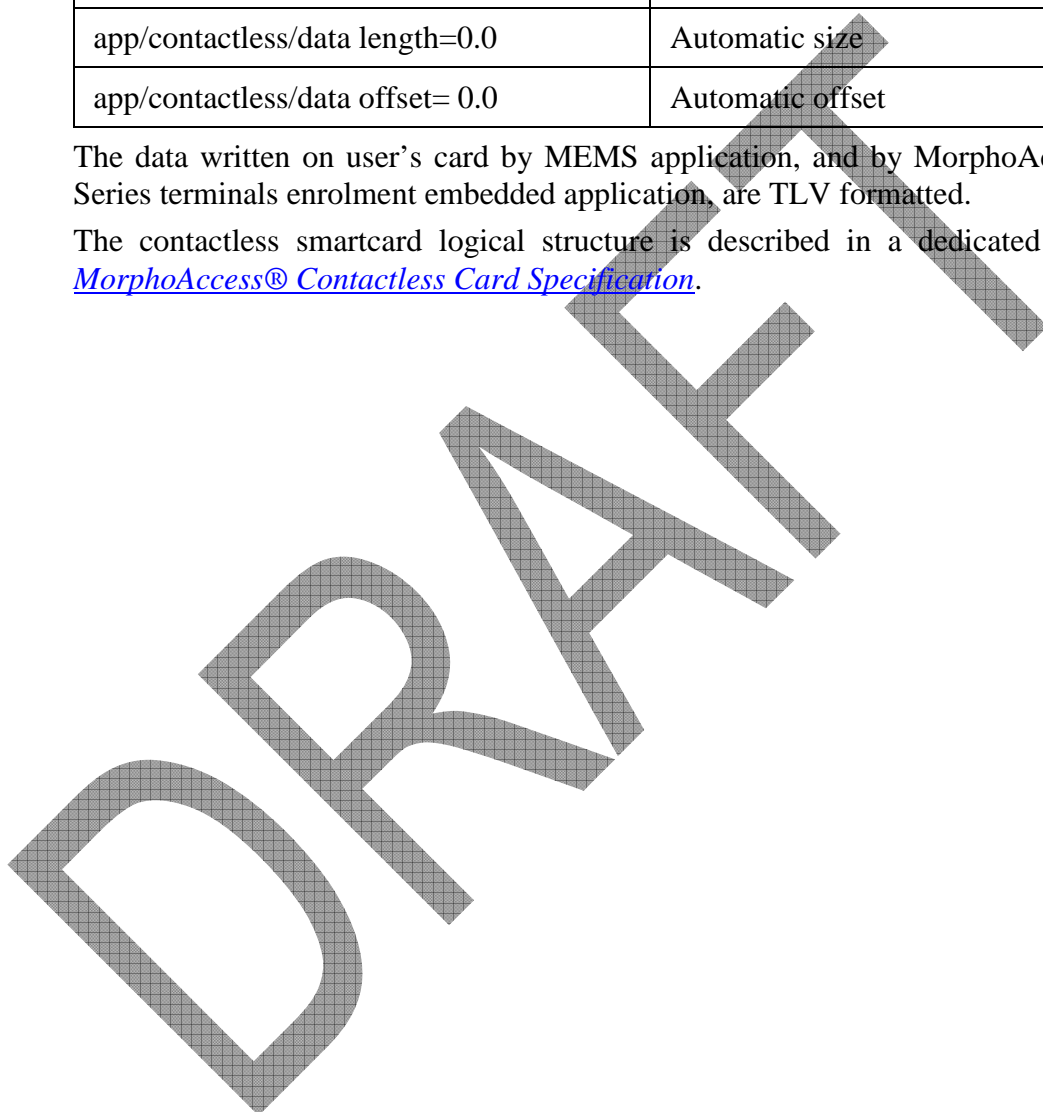 app/contactless/data length=0.0 Automatic size
app/contactless/data offset= 0.0 Automatic offset
The data written on user's card by MEMS application, and by MorphoAc
Series terminals enrolment embedded application, are TLV formatted.
The contactless smartcard logical structure is described in a dedicated
MorphoAccess® Contactless Card Specification.
DRAFT